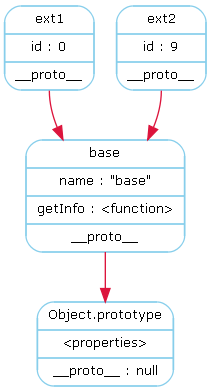 ext1
id : 0
__proto__
ext2
id : 9
__proto__
base
name : "base"
getInfo : <function>
__proto__
Object.prototype
<properties>
__proto__ : null